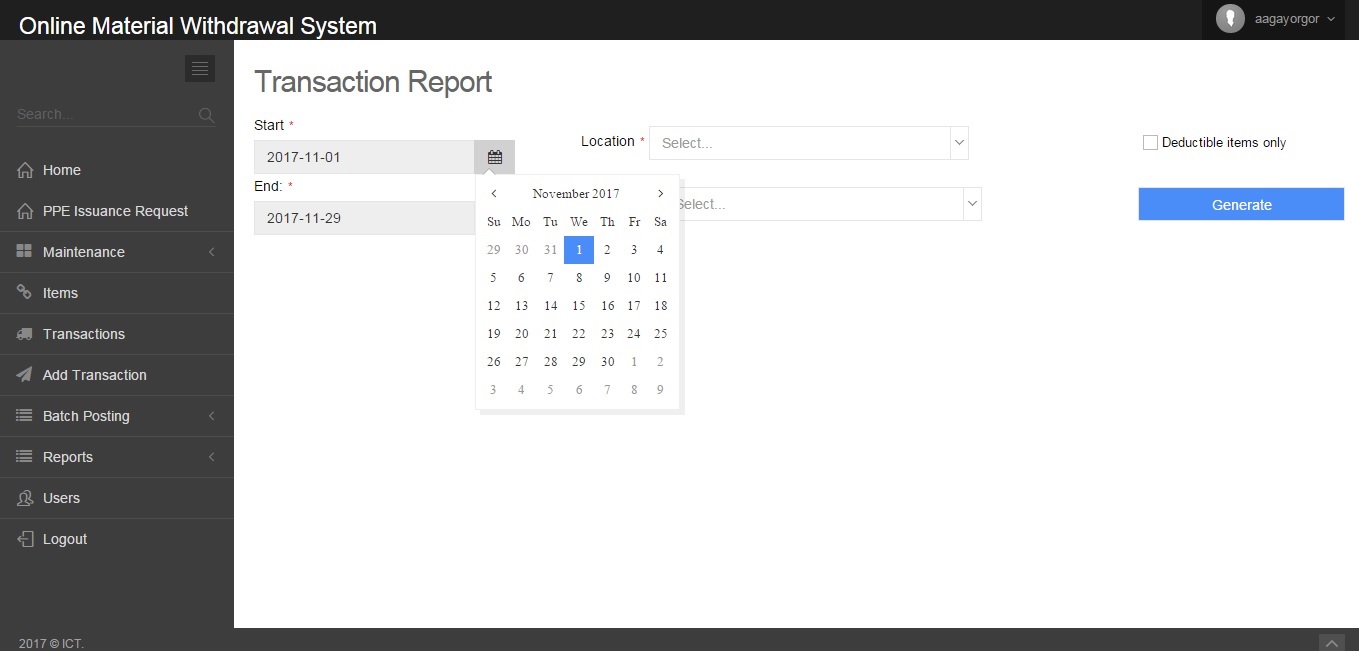 Online Material Withdrawal System
aagayorgor
Search...
Home
PPE Issuance Request
Maintenance
Items
Transactions
Add Transaction
Batch Posting
Reports
Users
Logout
Transaction Report
Start *
2017-11-01
Location *
Select...
Deductible items only
End: *
2017-11-29
Select...
Generate
November 2017
Su Mo Tu We Th Fr Sa
29 30 31 1 2 3 4
5 6 7 8 9 10 11
12 13 14 15 16 17 18
19 20 21 22 23 24 25
26 27 28 29 30 1 2
3 4 5 6 7 8 9
2017 © ICT.